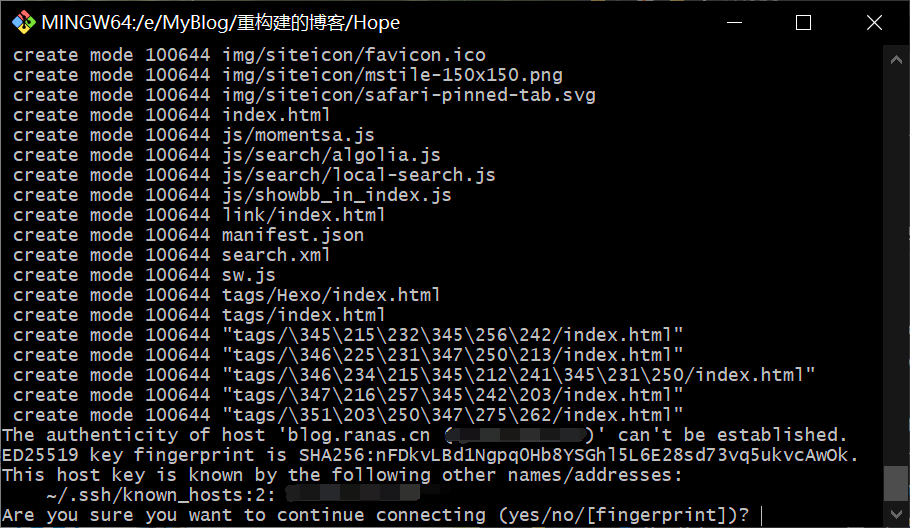 MINGW64:/e/MyBlog/重构建的博客/Hope
create mode 100644 img/siteicon/favicon.ico
create mode 100644 img/siteicon/mstile-150x150.png
create mode 100644 img/siteicon/safari-pinned-tab.svg
create mode 100644 index.html
create mode 100644 js/momentsa.js
create mode 100644 js/search/algolia.js
create mode 100644 js/search/local-search.js
create mode 100644 js/showbb_in_index.js
create mode 100644 link/index.html
create mode 100644 manifest.json
create mode 100644 search.xml
create mode 100644 sw.js
create mode 100644 tags/Hexo/index.html
create mode 100644 tags/index.html
create mode 100644 "tags/\345\215\232\345\256\242/index.html"
create mode 100644 "tags/\346\225\231\347\250\213/index.html"
create mode 100644 "tags/\346\234\215\345\212\241\345\231\250/index.html"
create mode 100644 "tags/\347\216\257\345\242\203/index.html"
create mode 100644 "tags/\351\203\250\347\275\262/index.html"
The authenticity of host 'blog.ranas.cn ()' can't be established.
ED25519 key fingerprint is SHA256:nFDkvLBd1NgpqOHb8YSGhl5L6E28sd73vq5ukvcAwOk.
This host key is known by the following other names/addresses:
~/.ssh/known_hosts:2:
Are you sure you want to continue connecting (yes/no/[fingerprint])?